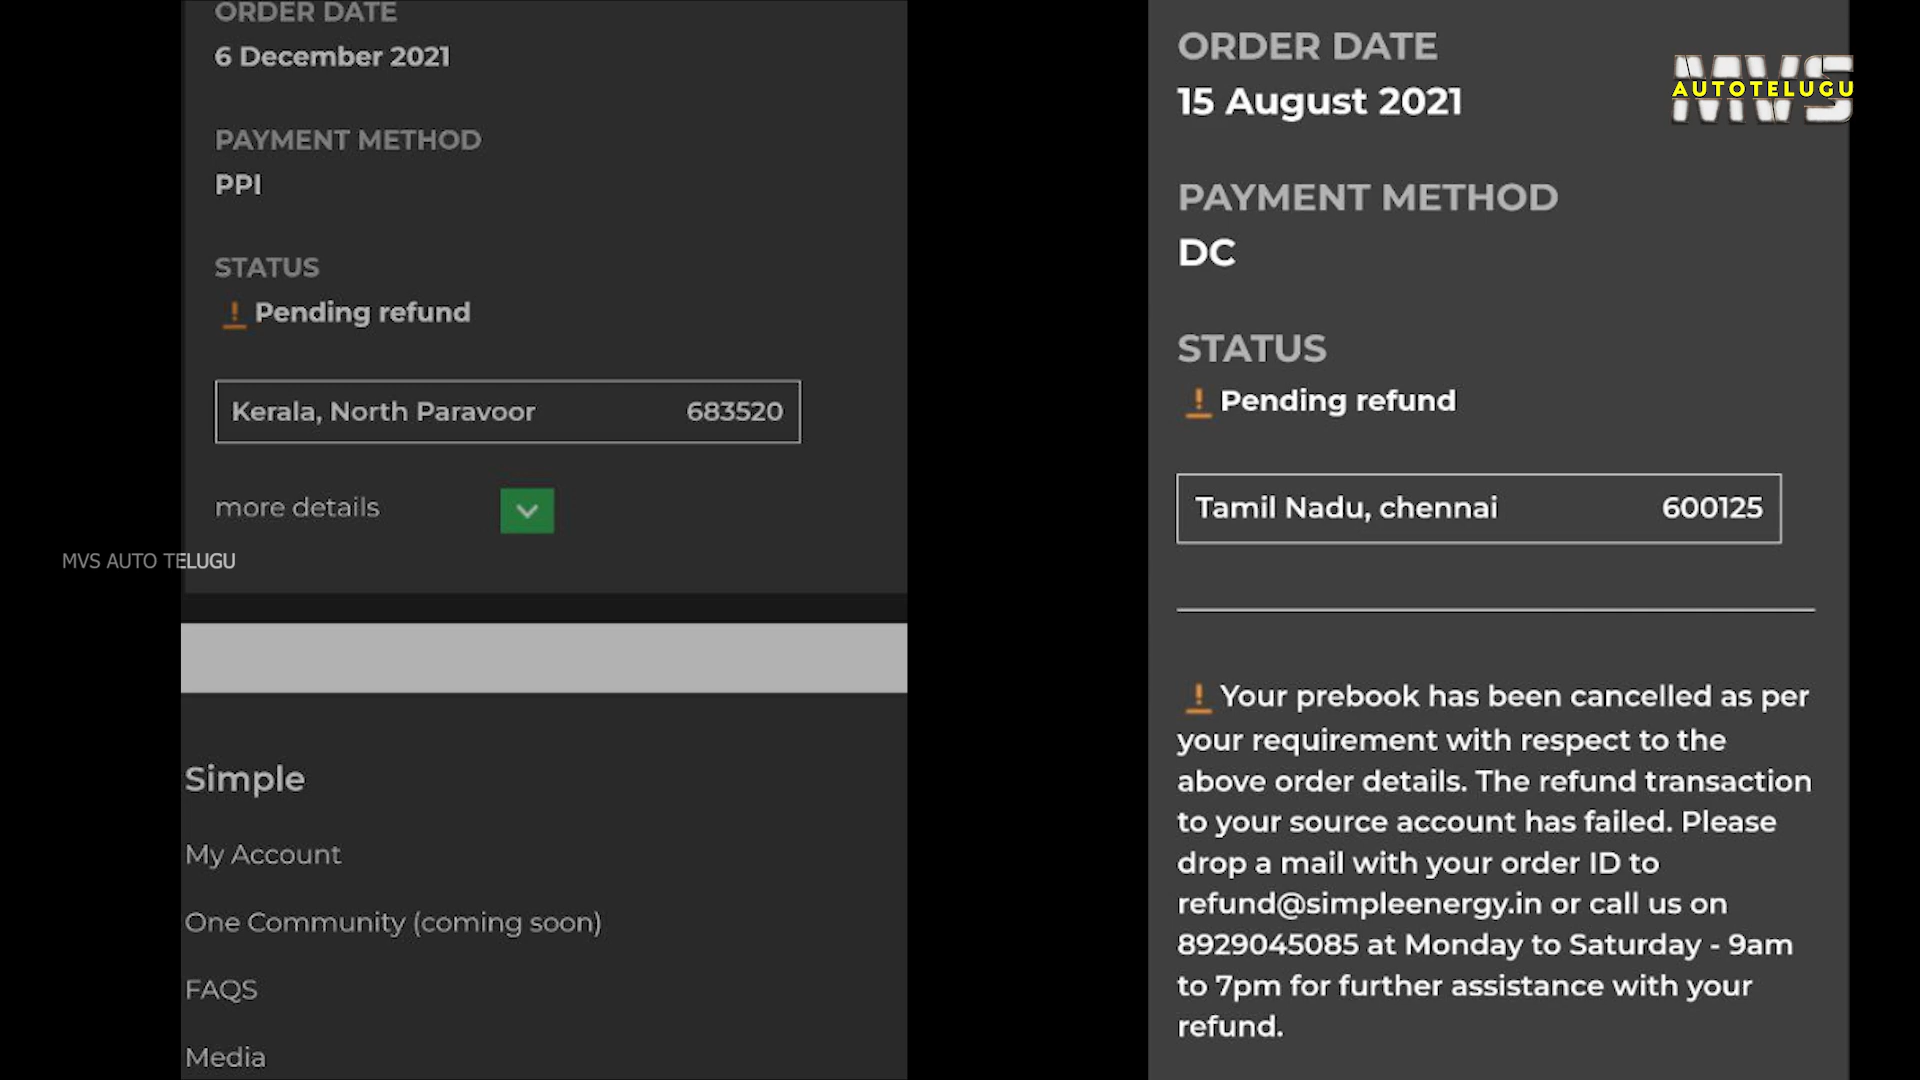 ORDER DATE
6 December 2021
PAYMENT METHOD
PPI
STATUS
! Pending refund
Kerala, North Paravoor 683520
more details
MVS AUTO TELUGU
Simple
My Account
One Community (coming soon)
FAQS
Media
ORDER DATE
15 August 2021
PAYMENT METHOD
DC
STATUS
! Pending refund
Tamil Nadu, chennai 600125
! Your prebook has been cancelled as per
your requirement with respect to the
above order details. The refund transaction
to your source account has failed. Please
drop a mail with your order ID to
refund@simpleenergy.in or call us on
8929045085 at Monday to Saturday - 9am
to 7pm for further assistance with your
refund.
MVS
AUTOTELUGU